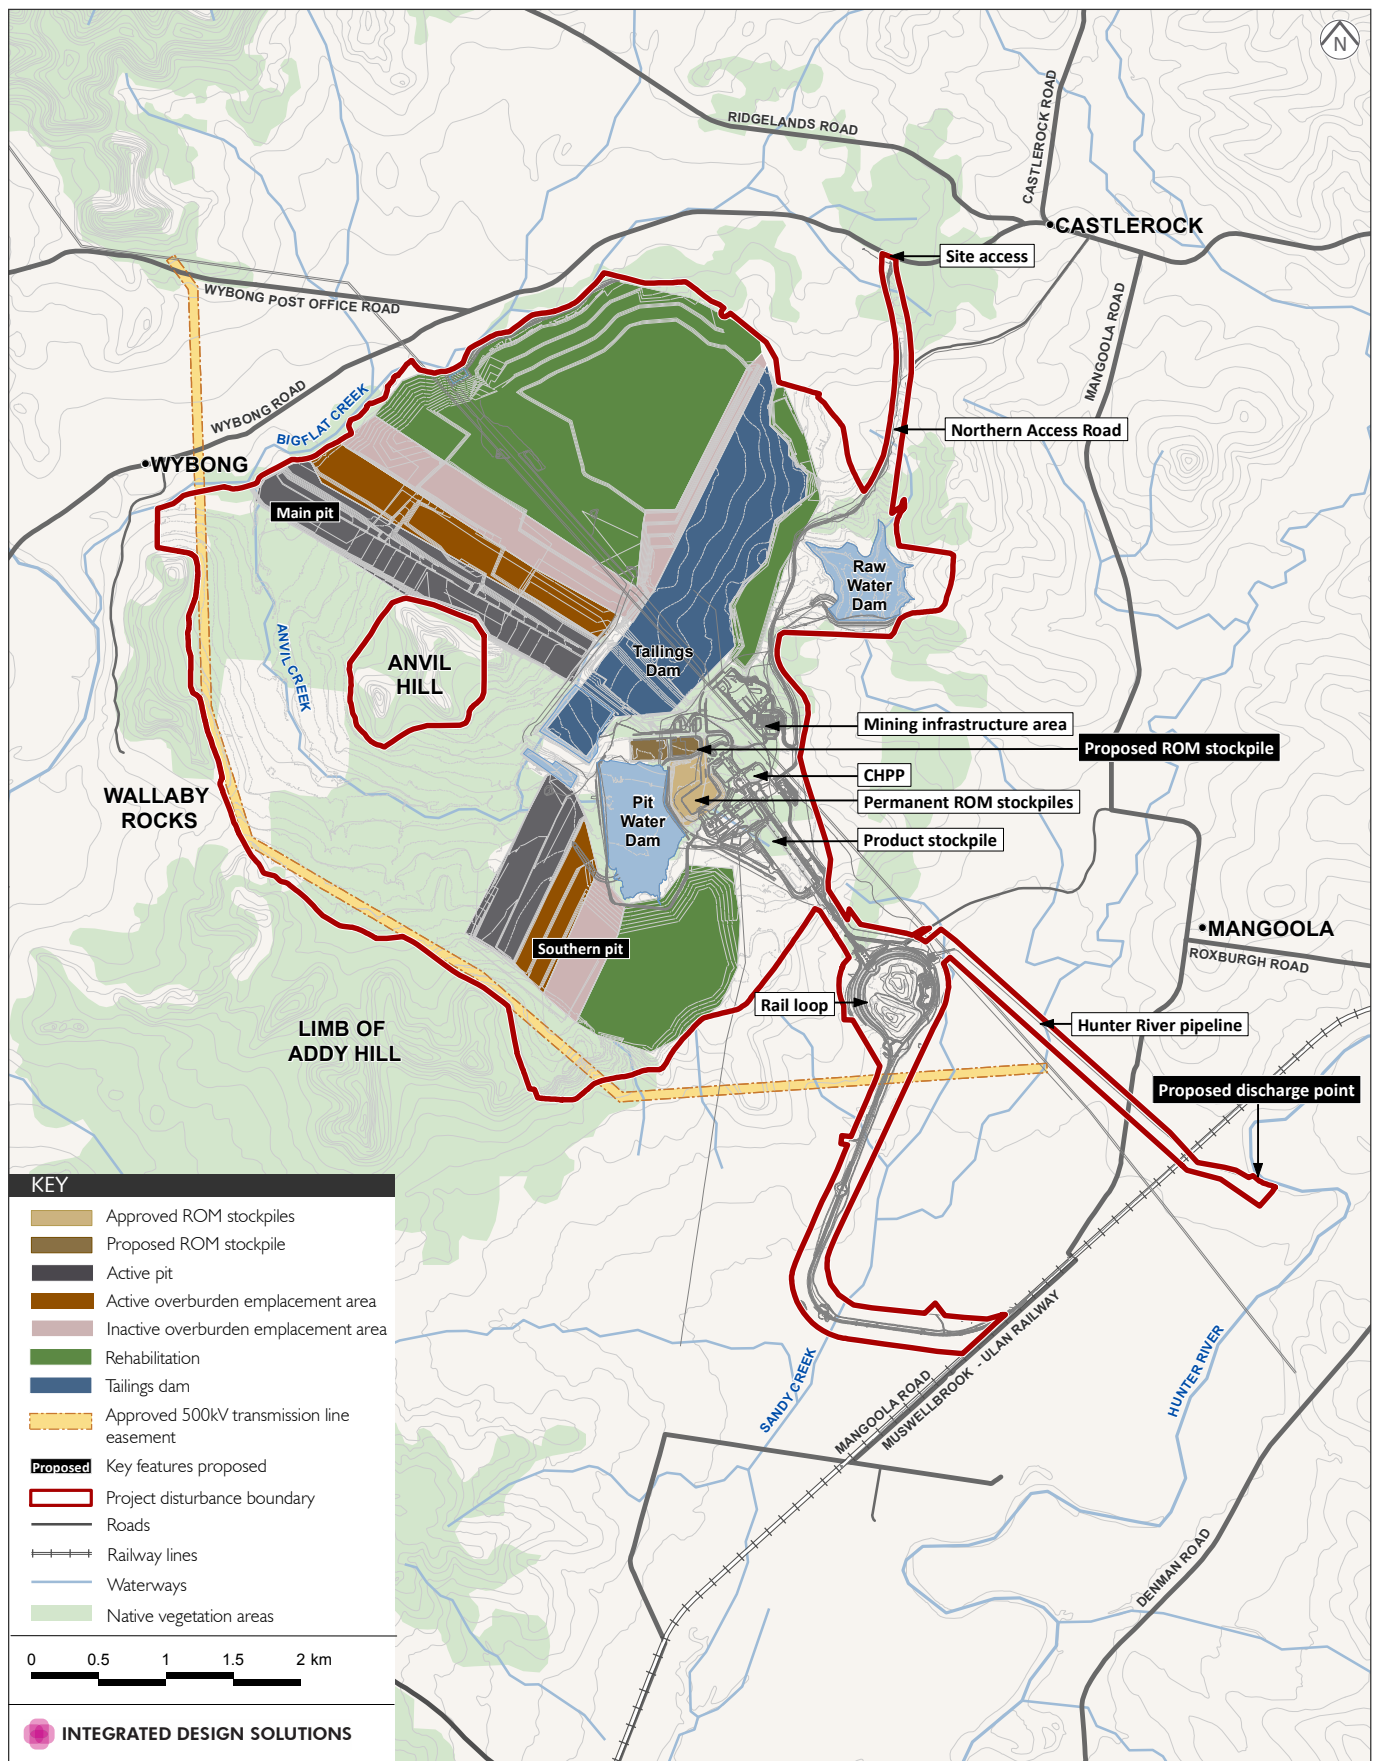 N
RIDGELANDS ROAD
CASTLEROCK ROAD
CASTLEROCK
Site access
WYBONG POST OFFICE ROAD
MANGOOLA ROAD
WYBONG ROAD
BIGFLAT CREEK
Northern Access Road
WYBONG
Main pit
Raw
Water
Dam
ANVIL CREEK
ANVIL
HILL
Tailings
Dam
Mining infrastructure area
Proposed ROM stockpile
CHPP
WALLABY
ROCKS
Pit
Water
Dam
Permanent ROM stockpiles
Product stockpile
MANGOOLA
Southern pit
ROXBURGH ROAD
Rail loop
Hunter River pipeline
LIMB OF
ADDY HILL
Proposed discharge point
KEY
Approved ROM stockpiles
Proposed ROM stockpile
Active pit
Active overburden emplacement area
Inactive overburden emplacement area
Rehabilitation
Tailings dam
Approved 500kV transmission line
easement
Proposed Key features proposed
Project disturbance boundary
Roads
Railway lines
Waterways
Native vegetation areas
SANDY CREEK
MANGOOLA ROAD
MUSWELLBROOK - ULAN RAILWAY
HUNTER RIVER
DENMAN ROAD
0 0.5 1 1.5 2 km
INTEGRATED DESIGN SOLUTIONS